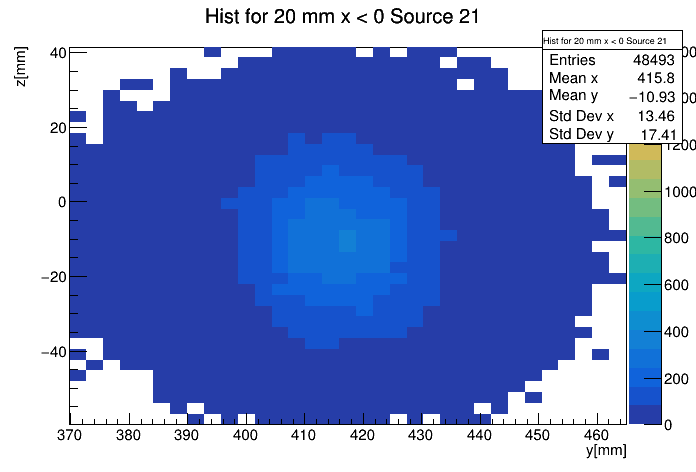 Hist for 20 mm x < 0 Source 21
Hist for 20 mm x < 0 Source 21
Entries 48493
Mean x 415.8
Mean y −10.93
Std Dev x 13.46
Std Dev y 17.41
z[mm]
40
20
0
−20
−40
1200
1000
800
600
400
200
0
370 380 390 400 410 420 430 440 450 460
y[mm]